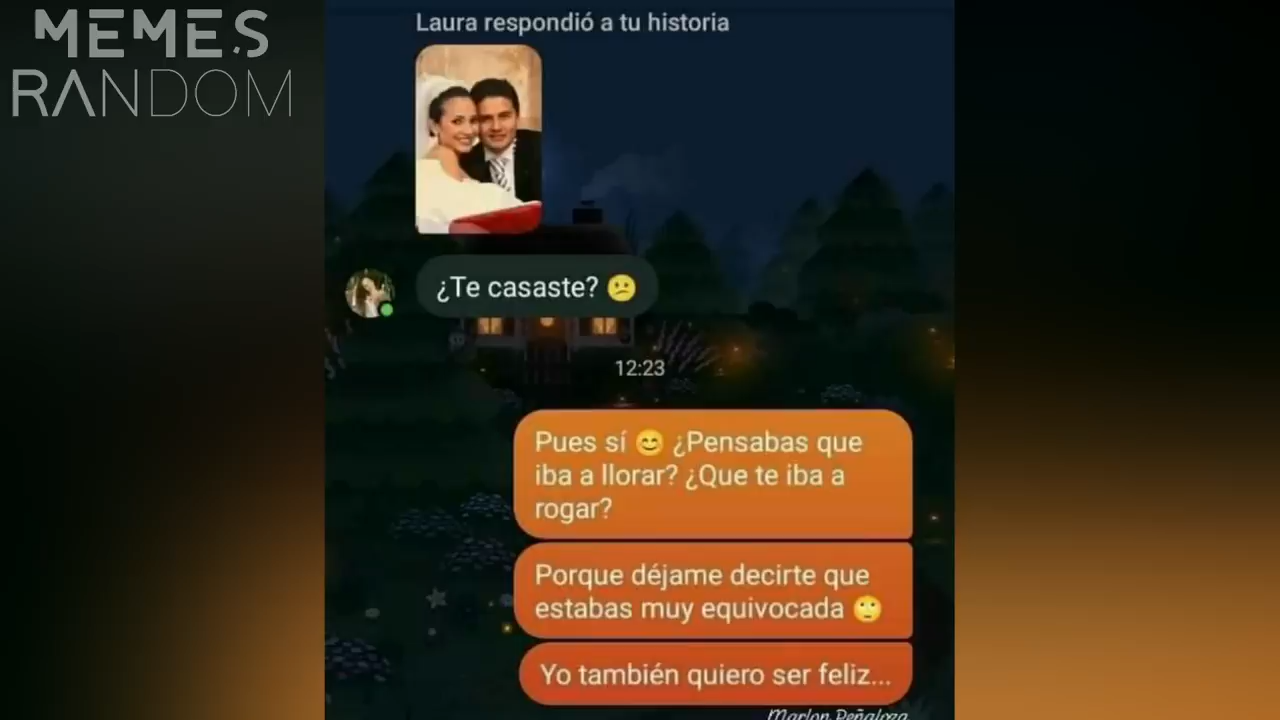 MEMES
RANDOM
Laura respondió a tu historia
¿Te casaste? 😕
12:23
Pues sí 😊 ¿Pensabas que
iba a llorar? ¿Que te iba a
rogar?
Porque déjame decirte que
estabas muy equivocada 🙄
Yo también quiero ser feliz...
Marlon Peñaloza